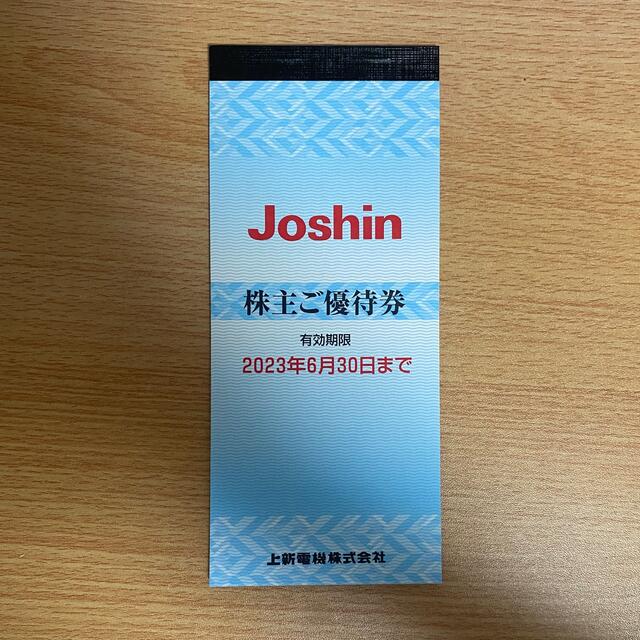 Joshin
株主ご優待券
有効期限
2023年6月30日まで
上新電機株式会社